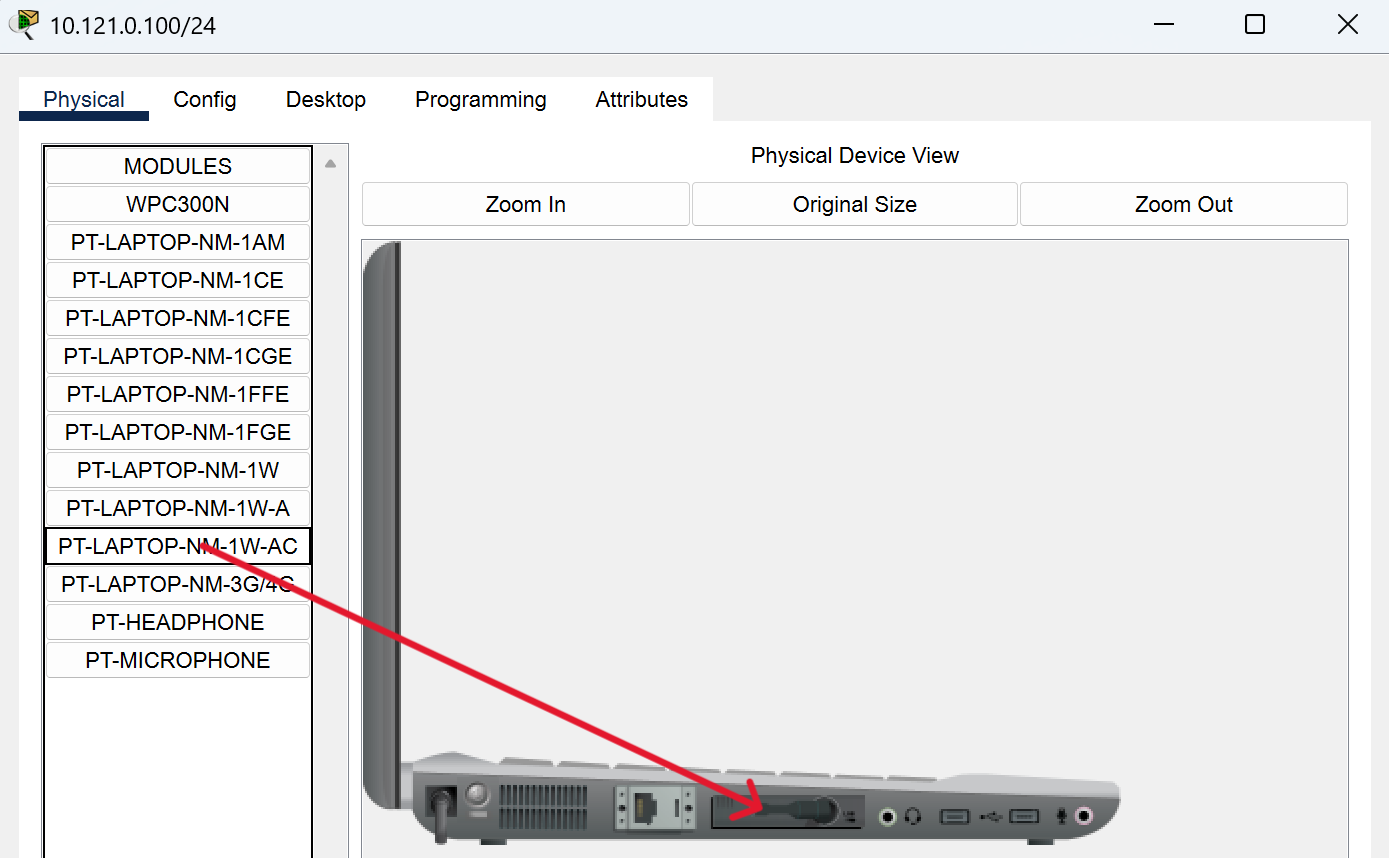 10.121.0.100/24
Physical Config Desktop Programming Attributes
MODULES
WPC300N
PT-LAPTOP-NM-1AM
PT-LAPTOP-NM-1CE
PT-LAPTOP-NM-1CFE
PT-LAPTOP-NM-1CGE
PT-LAPTOP-NM-1FFE
PT-LAPTOP-NM-1FGE
PT-LAPTOP-NM-1W
PT-LAPTOP-NM-1W-A
PT-LAPTOP-NM-1W-AC
PT-LAPTOP-NM-3G/4G
PT-HEADPHONE
PT-MICROPHONE
Physical Device View
Zoom In Original Size Zoom Out